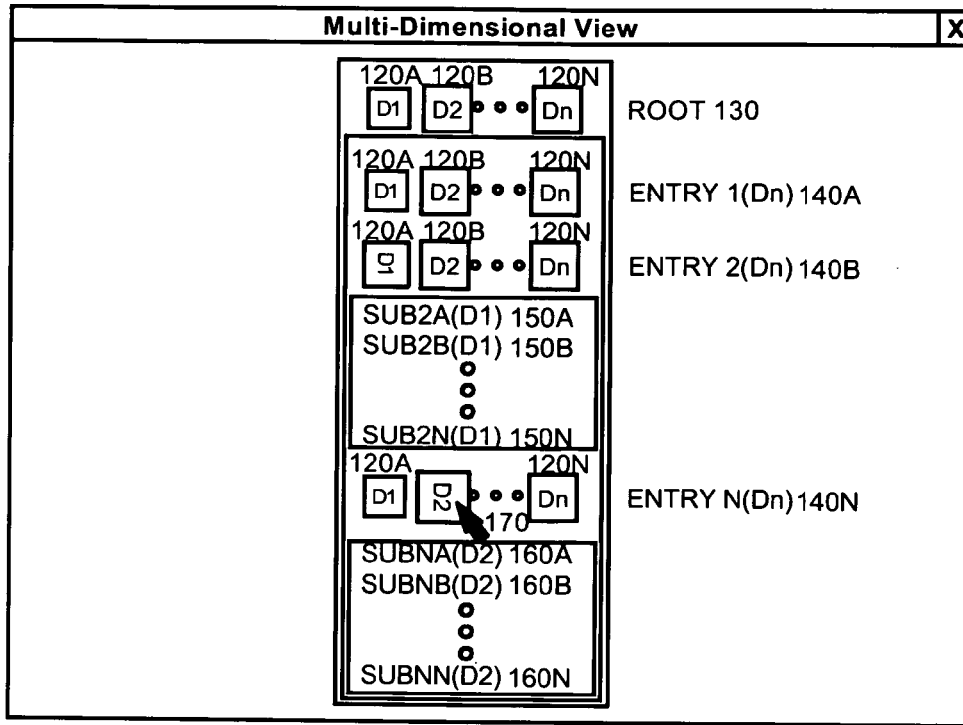 Multi-Dimensional View X
120A 120B 120N
D1 D2 Dn ROOT 130
120A 120B 120N
D1 D2 Dn ENTRY 1(Dn) 140A
120A 120B 120N
D1 D2 Dn ENTRY 2(Dn) 140B
SUB2A(D1) 150A
SUB2B(D1) 150B
SUB2N(D1) 150N
120A 120N
D1 D2 Dn ENTRY N(Dn) 140N
170
SUBNA(D2) 160A
SUBNB(D2) 160B
SUBNN(D2) 160N